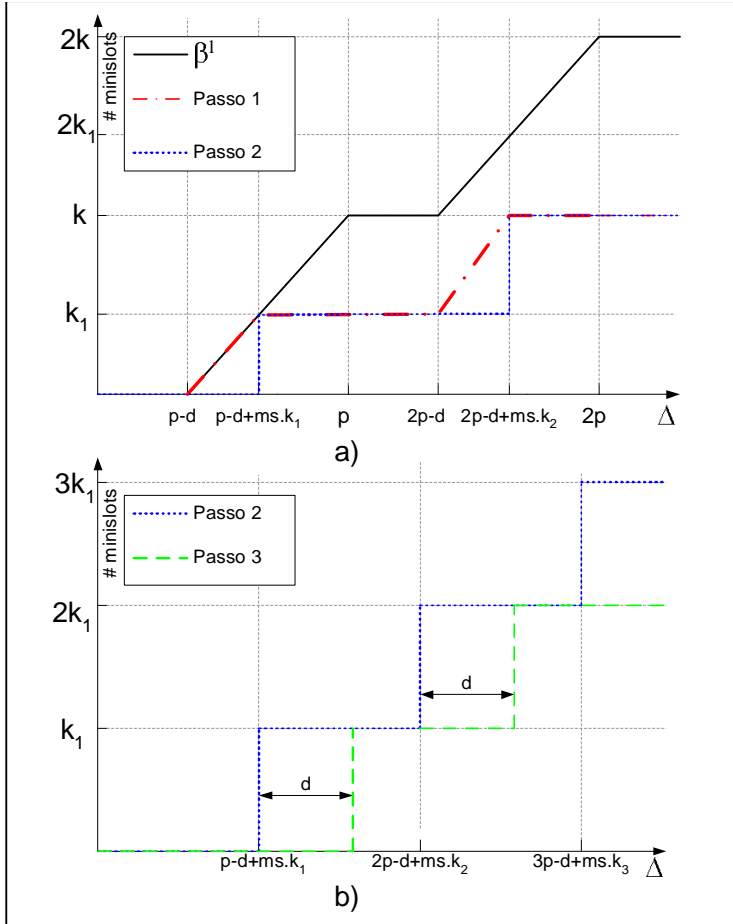 2k
# minislots
β¹
Passo 1
Passo 2
2k₁
k
k₁
p-d
p-d+ms.k₁
p
2p-d
2p-d+ms.k₂
2p
Δ
a)
3k₁
# minislots
Passo 2
Passo 3
2k₁
d
k₁
d
p-d+ms.k₁
2p-d+ms.k₂
3p-d+ms.k₃
Δ
b)